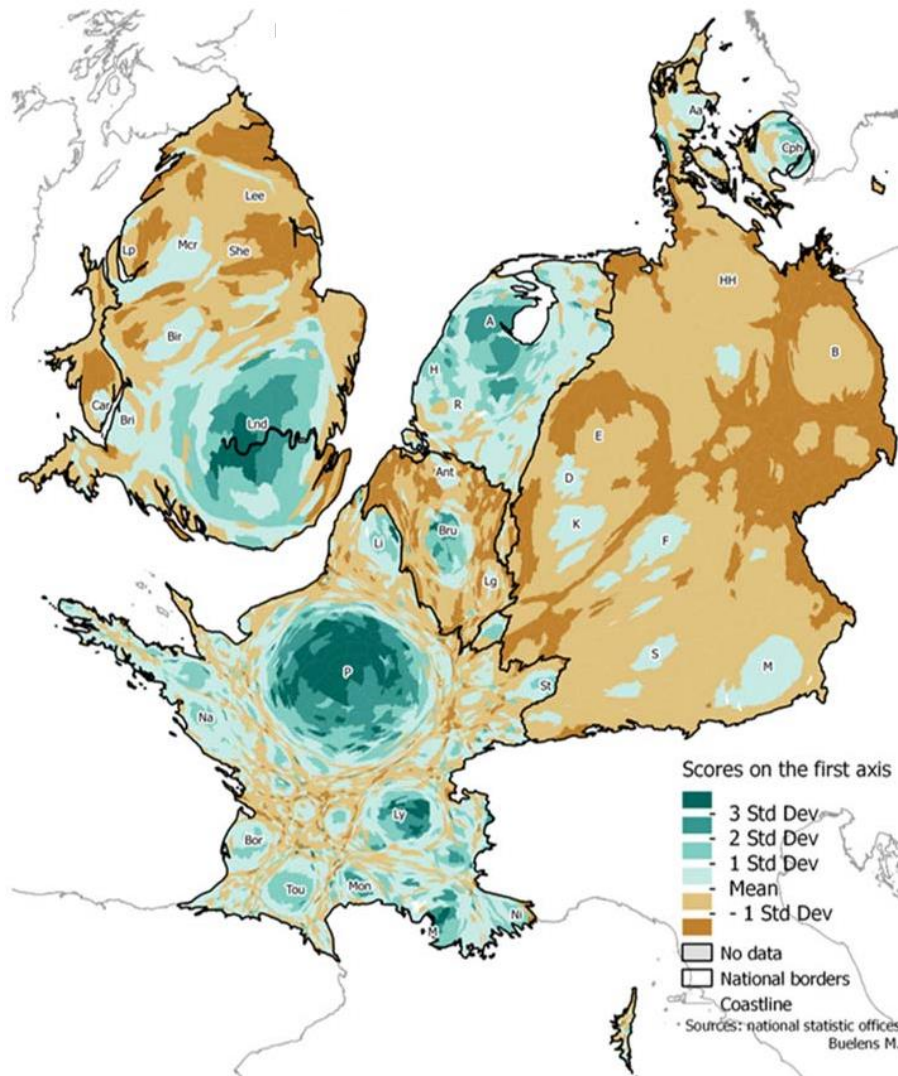 Aa
Cph
Lee
Lp
Mcr
She
HH
A
Bir
B
H
R
Car
Bri
Lnd
E
Ant
D
Bru
K
F
Li
Lg
S
M
P
St
Na
Ly
Bor
Tou
Mon
Ni
M
Scores on the first axis
3 Std Dev
2 Std Dev
1 Std Dev
Mean
- 1 Std Dev
No data
National borders
Coastline
Sources: national statistic offices
Buelens M.